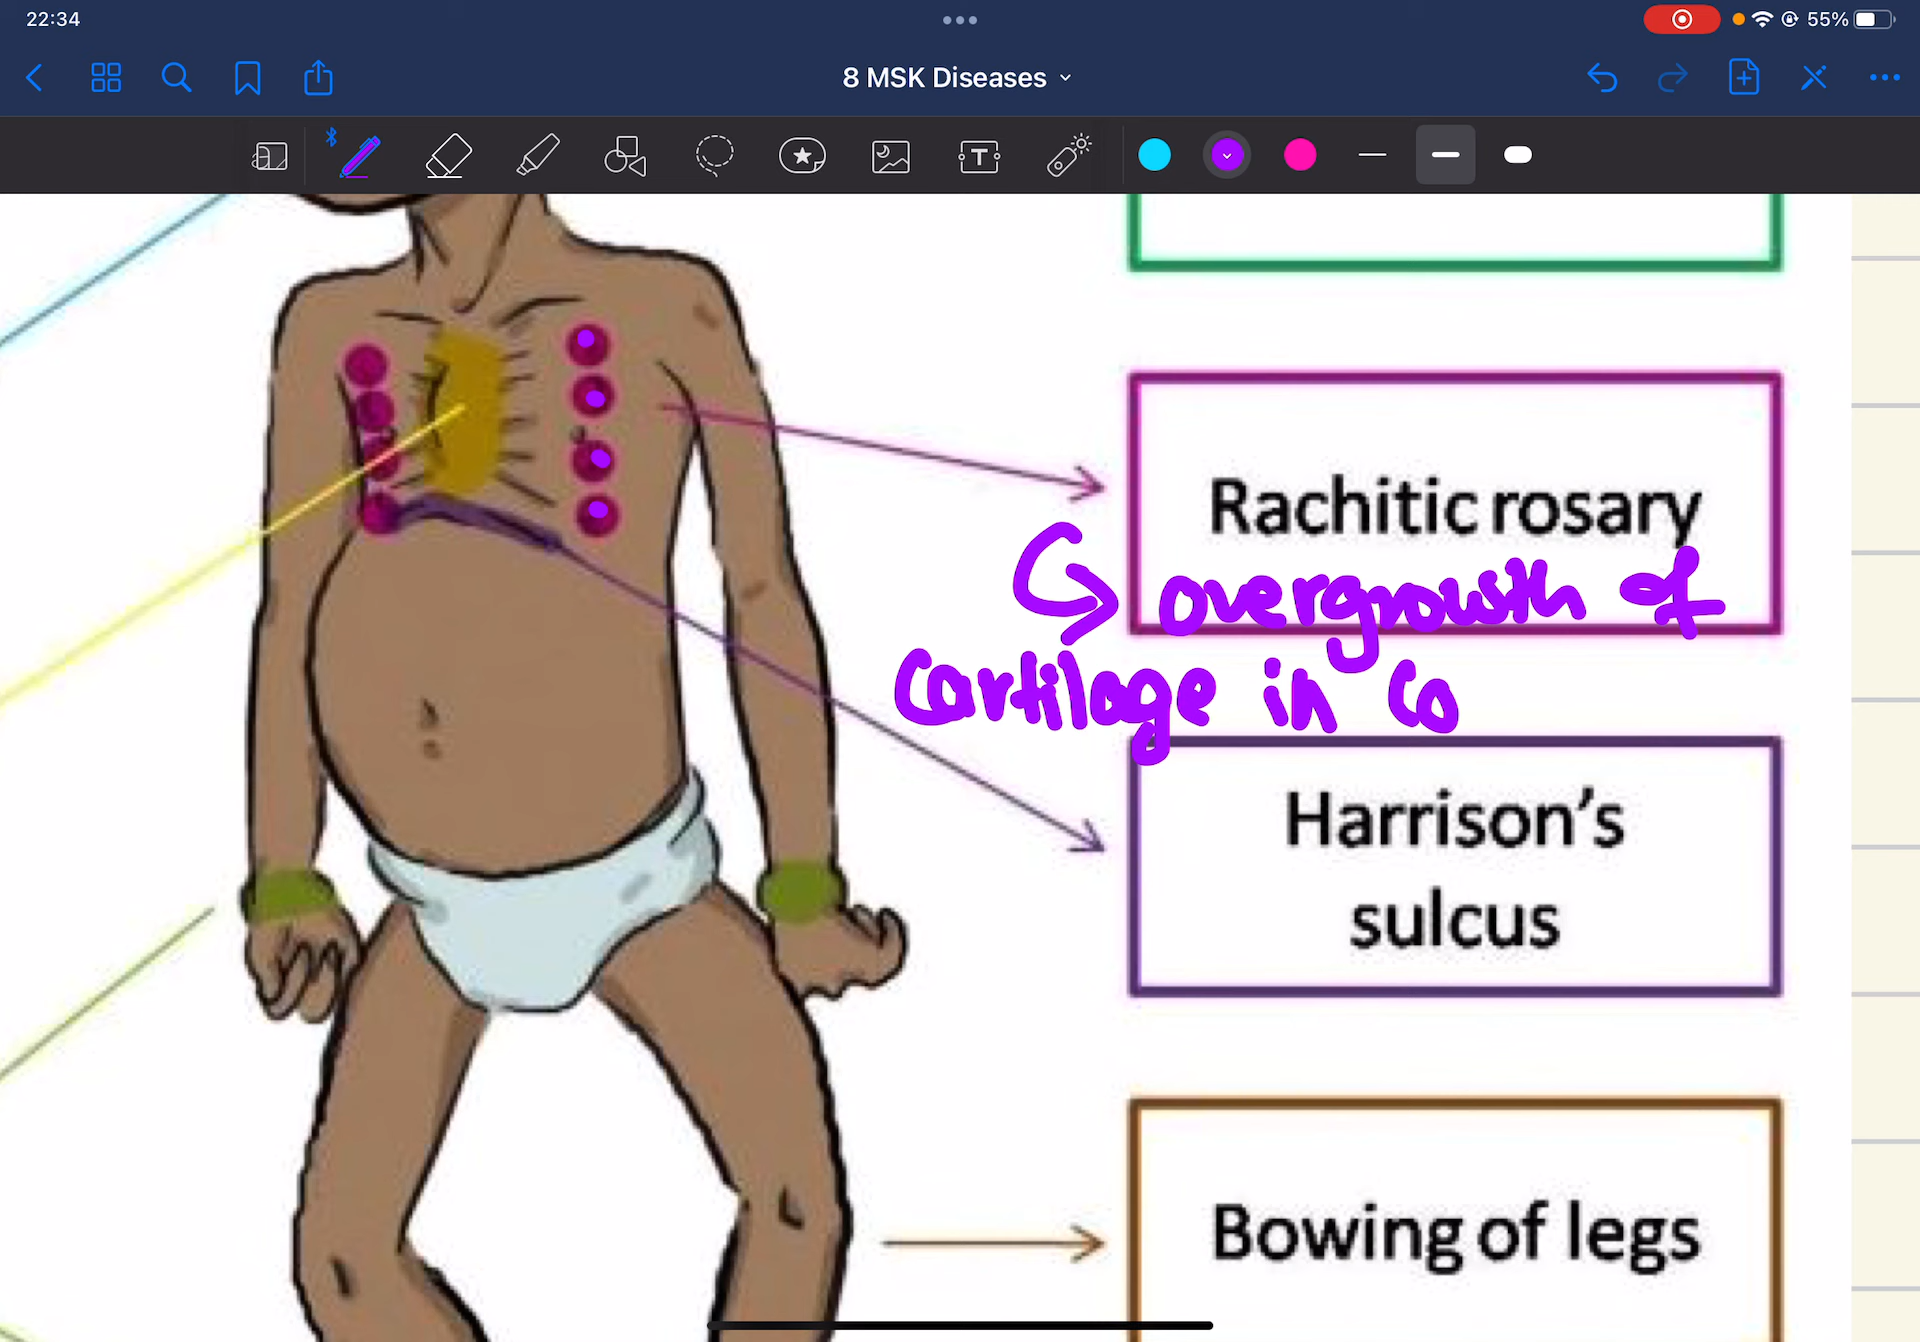 22:34
55%
8 MSK Diseases
T
Rachitic rosary
overgrowth of
cartilage in co
Harrison's
sulcus
Bowing of legs